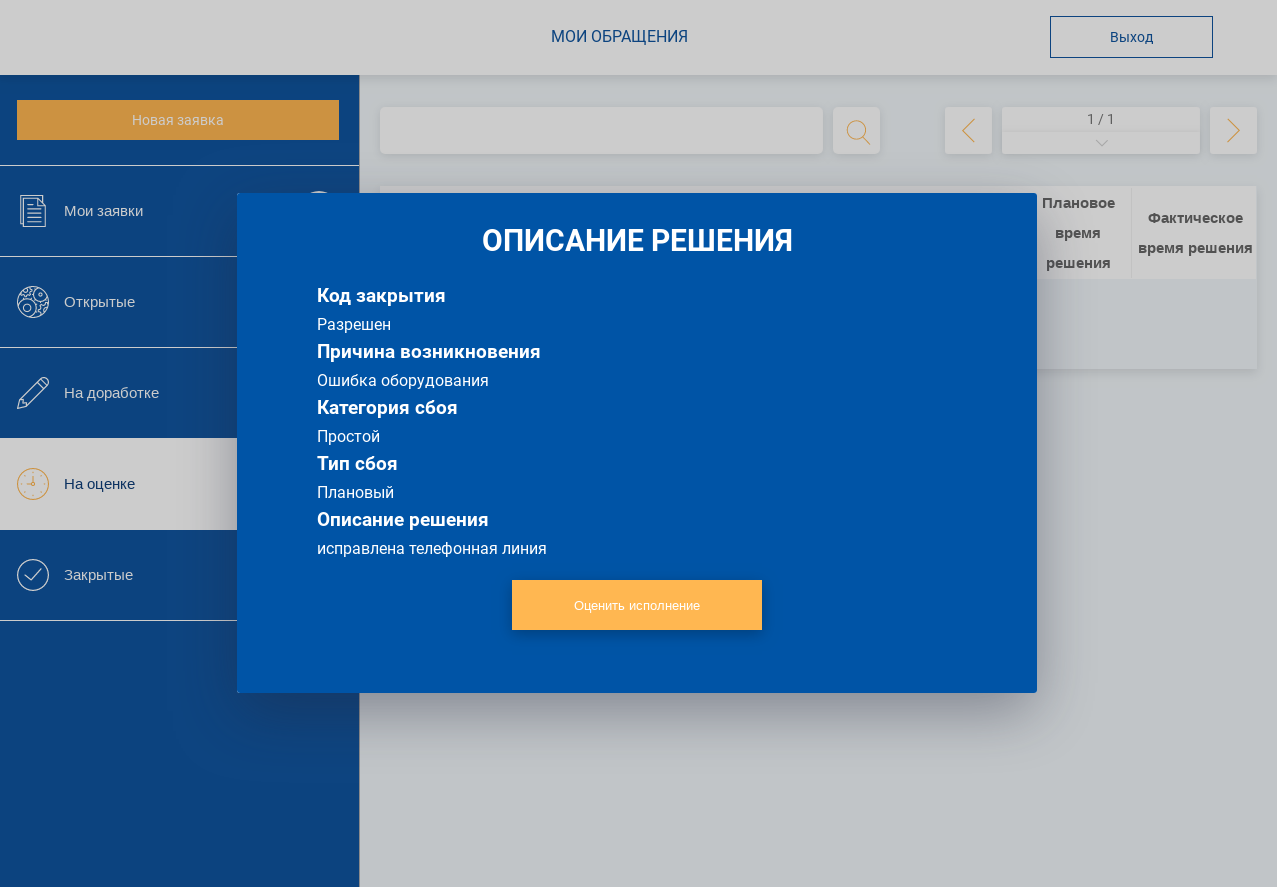 МОИ ОБРАЩЕНИЯ
Выход
Новая заявка
1 / 1
Мои заявки
Открытые
На доработке
На оценке
Закрытые
Плановое
время
решения
Фактическое
время решения
ОПИСАНИЕ РЕШЕНИЯ
Код закрытия
Разрешен
Причина возникновения
Ошибка оборудования
Категория сбоя
Простой
Тип сбоя
Плановый
Описание решения
исправлена телефонная линия
Оценить исполнение